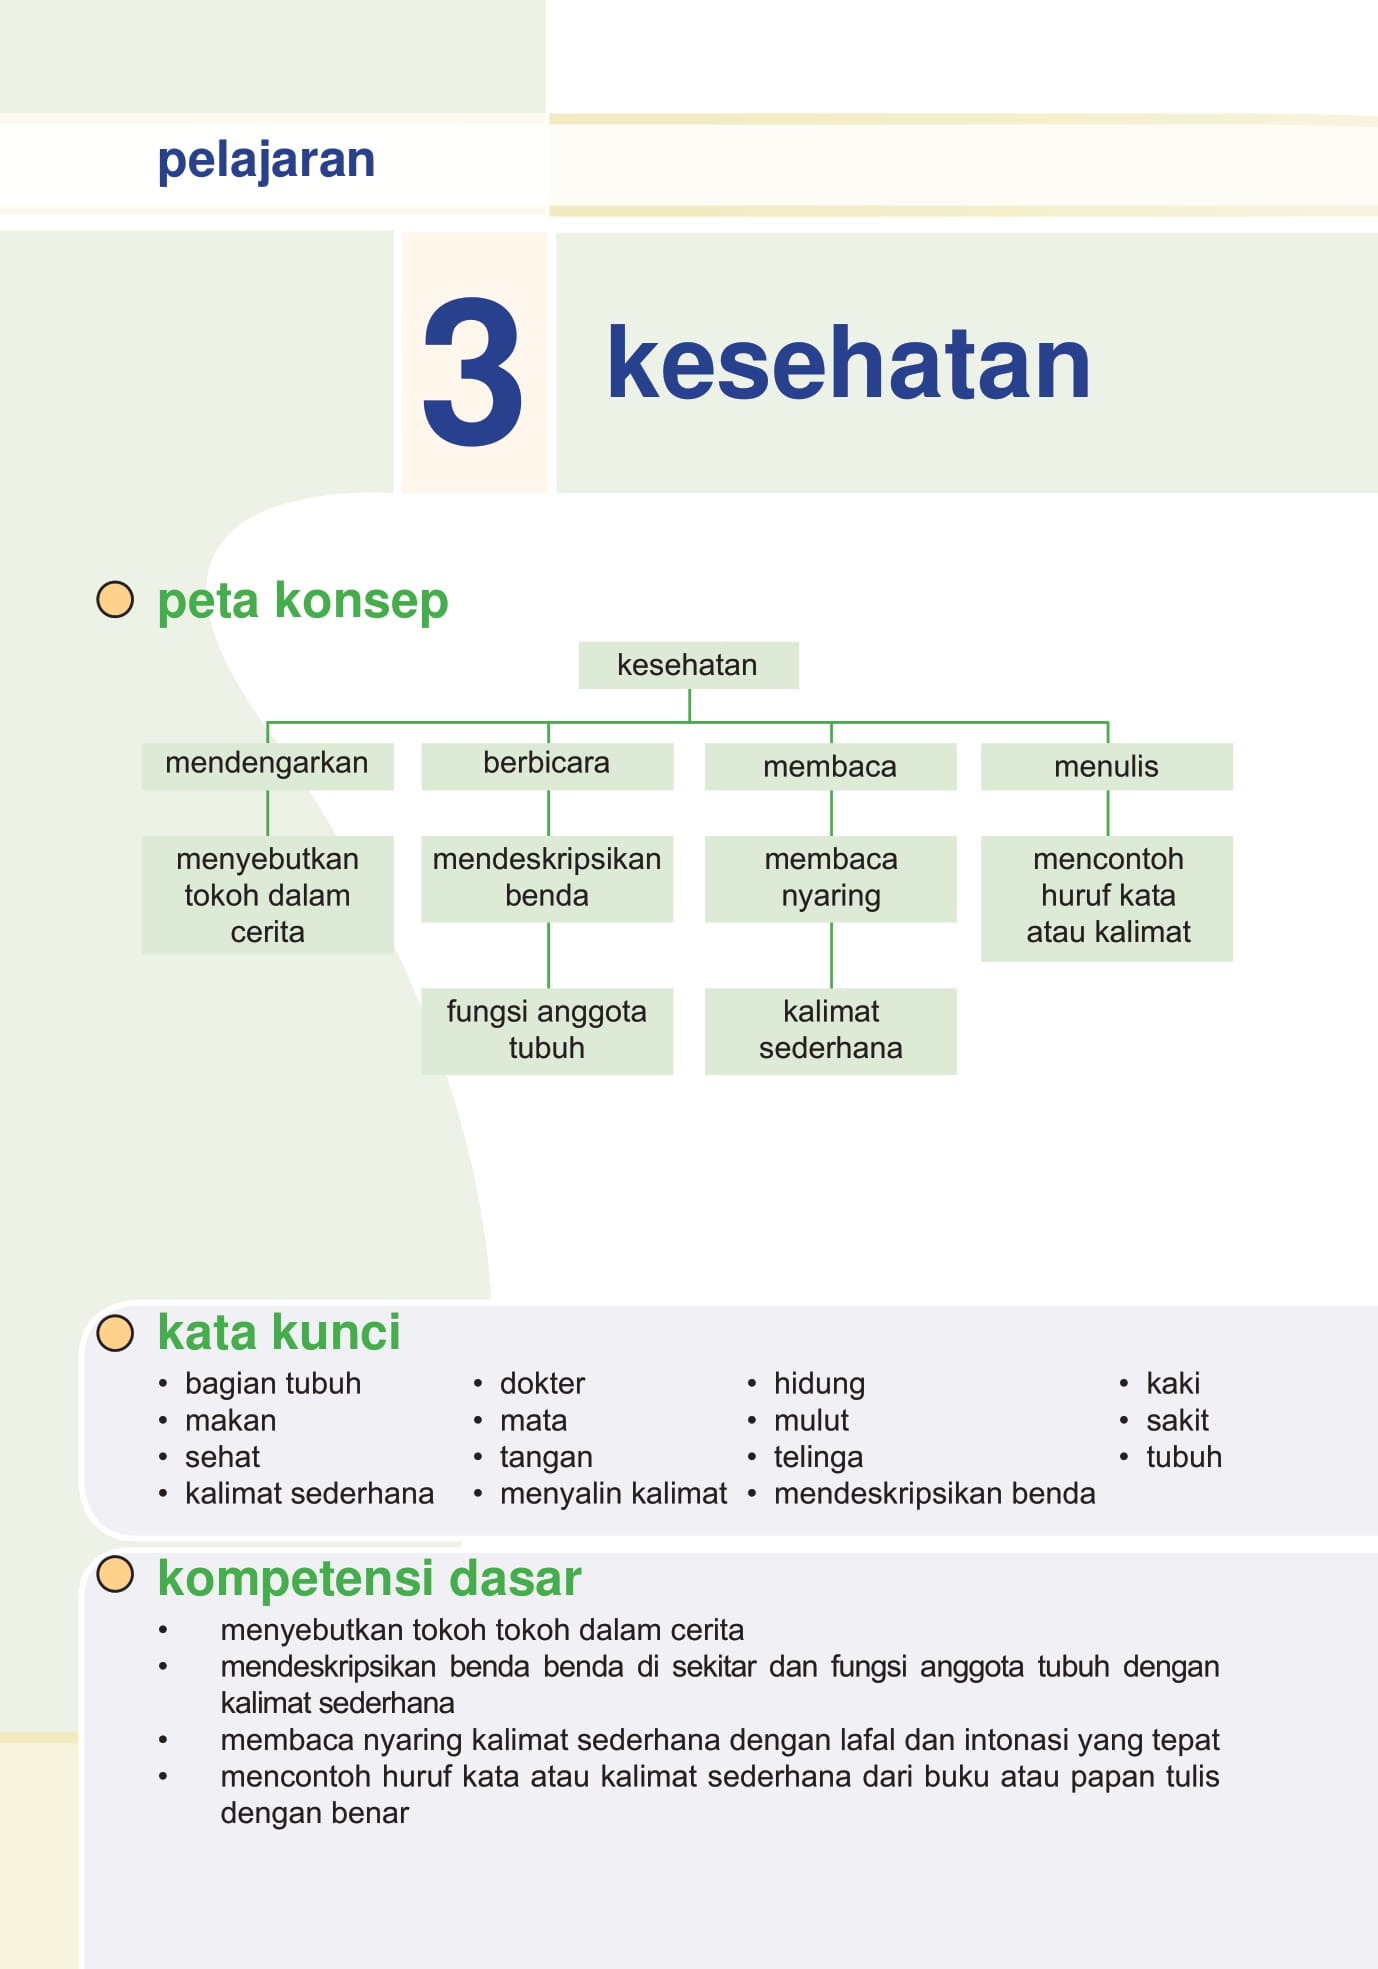 pelajaran
3 kesehatan
peta konsep
kesehatan
mendengarkan
berbicara
membaca
menulis
menyebutkan
tokoh dalam
cerita
mendeskripsikan
benda
membaca
nyaring
mencontoh
huruf kata
atau kalimat
fungsi anggota
tubuh
kalimat
sederhana
kata kunci
• bagian tubuh • dokter • hidung • kaki
• makan • mata • mulut • sakit
• sehat • tangan • telinga • tubuh
• kalimat sederhana • menyalin kalimat • mendeskripsikan benda
kompetensi dasar
• menyebutkan tokoh tokoh dalam cerita
• mendeskripsikan benda benda di sekitar dan fungsi anggota tubuh dengan
kalimat sederhana
• membaca nyaring kalimat sederhana dengan lafal dan intonasi yang tepat
• mencontoh huruf kata atau kalimat sederhana dari buku atau papan tulis
dengan benar